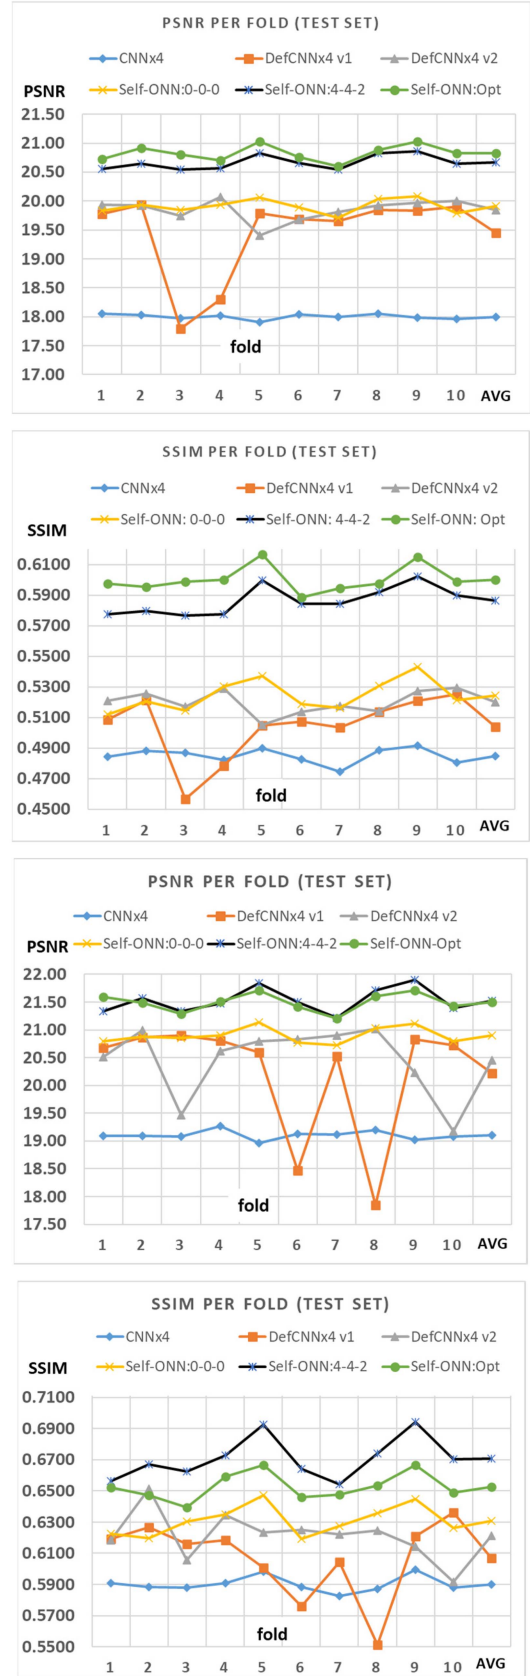 PSNR PER FOLD (TEST SET)
CNNx4 DefCNNx4 v1 DefCNNx4 v2
PSNR Self-ONN:0-0-0 Self-ONN:4-4-2 Self-ONN:Opt
21.50
21.00
20.50
20.00
19.50
19.00
18.50
18.00
17.50
fold
17.00
1 2 3 4 5 6 7 8 9 10 AVG
SSIM PER FOLD (TEST SET)
CNNx4 DefCNNx4 v1 DefCNNx4 v2
Self-ONN: 0-0-0 Self-ONN: 4-4-2 Self-ONN: Opt
SSIM
0.6100
0.5900
0.5700
0.5500
0.5300
0.5100
0.4900
0.4700
fold
0.4500
1 2 3 4 5 6 7 8 9 10 AVG
PSNR PER FOLD (TEST SET)
CNNx4 DefCNNx4 v1 DefCNNx4 v2
PSNR Self-ONN:0-0-0 Self-ONN:4-4-2 Self-ONN-Opt
22.00
21.50
21.00
20.50
20.00
19.50
19.00
18.50
18.00
fold
17.50
1 2 3 4 5 6 7 8 9 10 AVG
SSIM PER FOLD (TEST SET)
CNNx4 DefCNNx4 v1 DefCNNx4 v2
SSIM Self-ONN:0-0-0 Self-ONN:4-4-2 Self-ONN:Opt
0.7100
0.6900
0.6700
0.6500
0.6300
0.6100
0.5900
0.5700
fold
0.5500
1 2 3 4 5 6 7 8 9 10 AVG